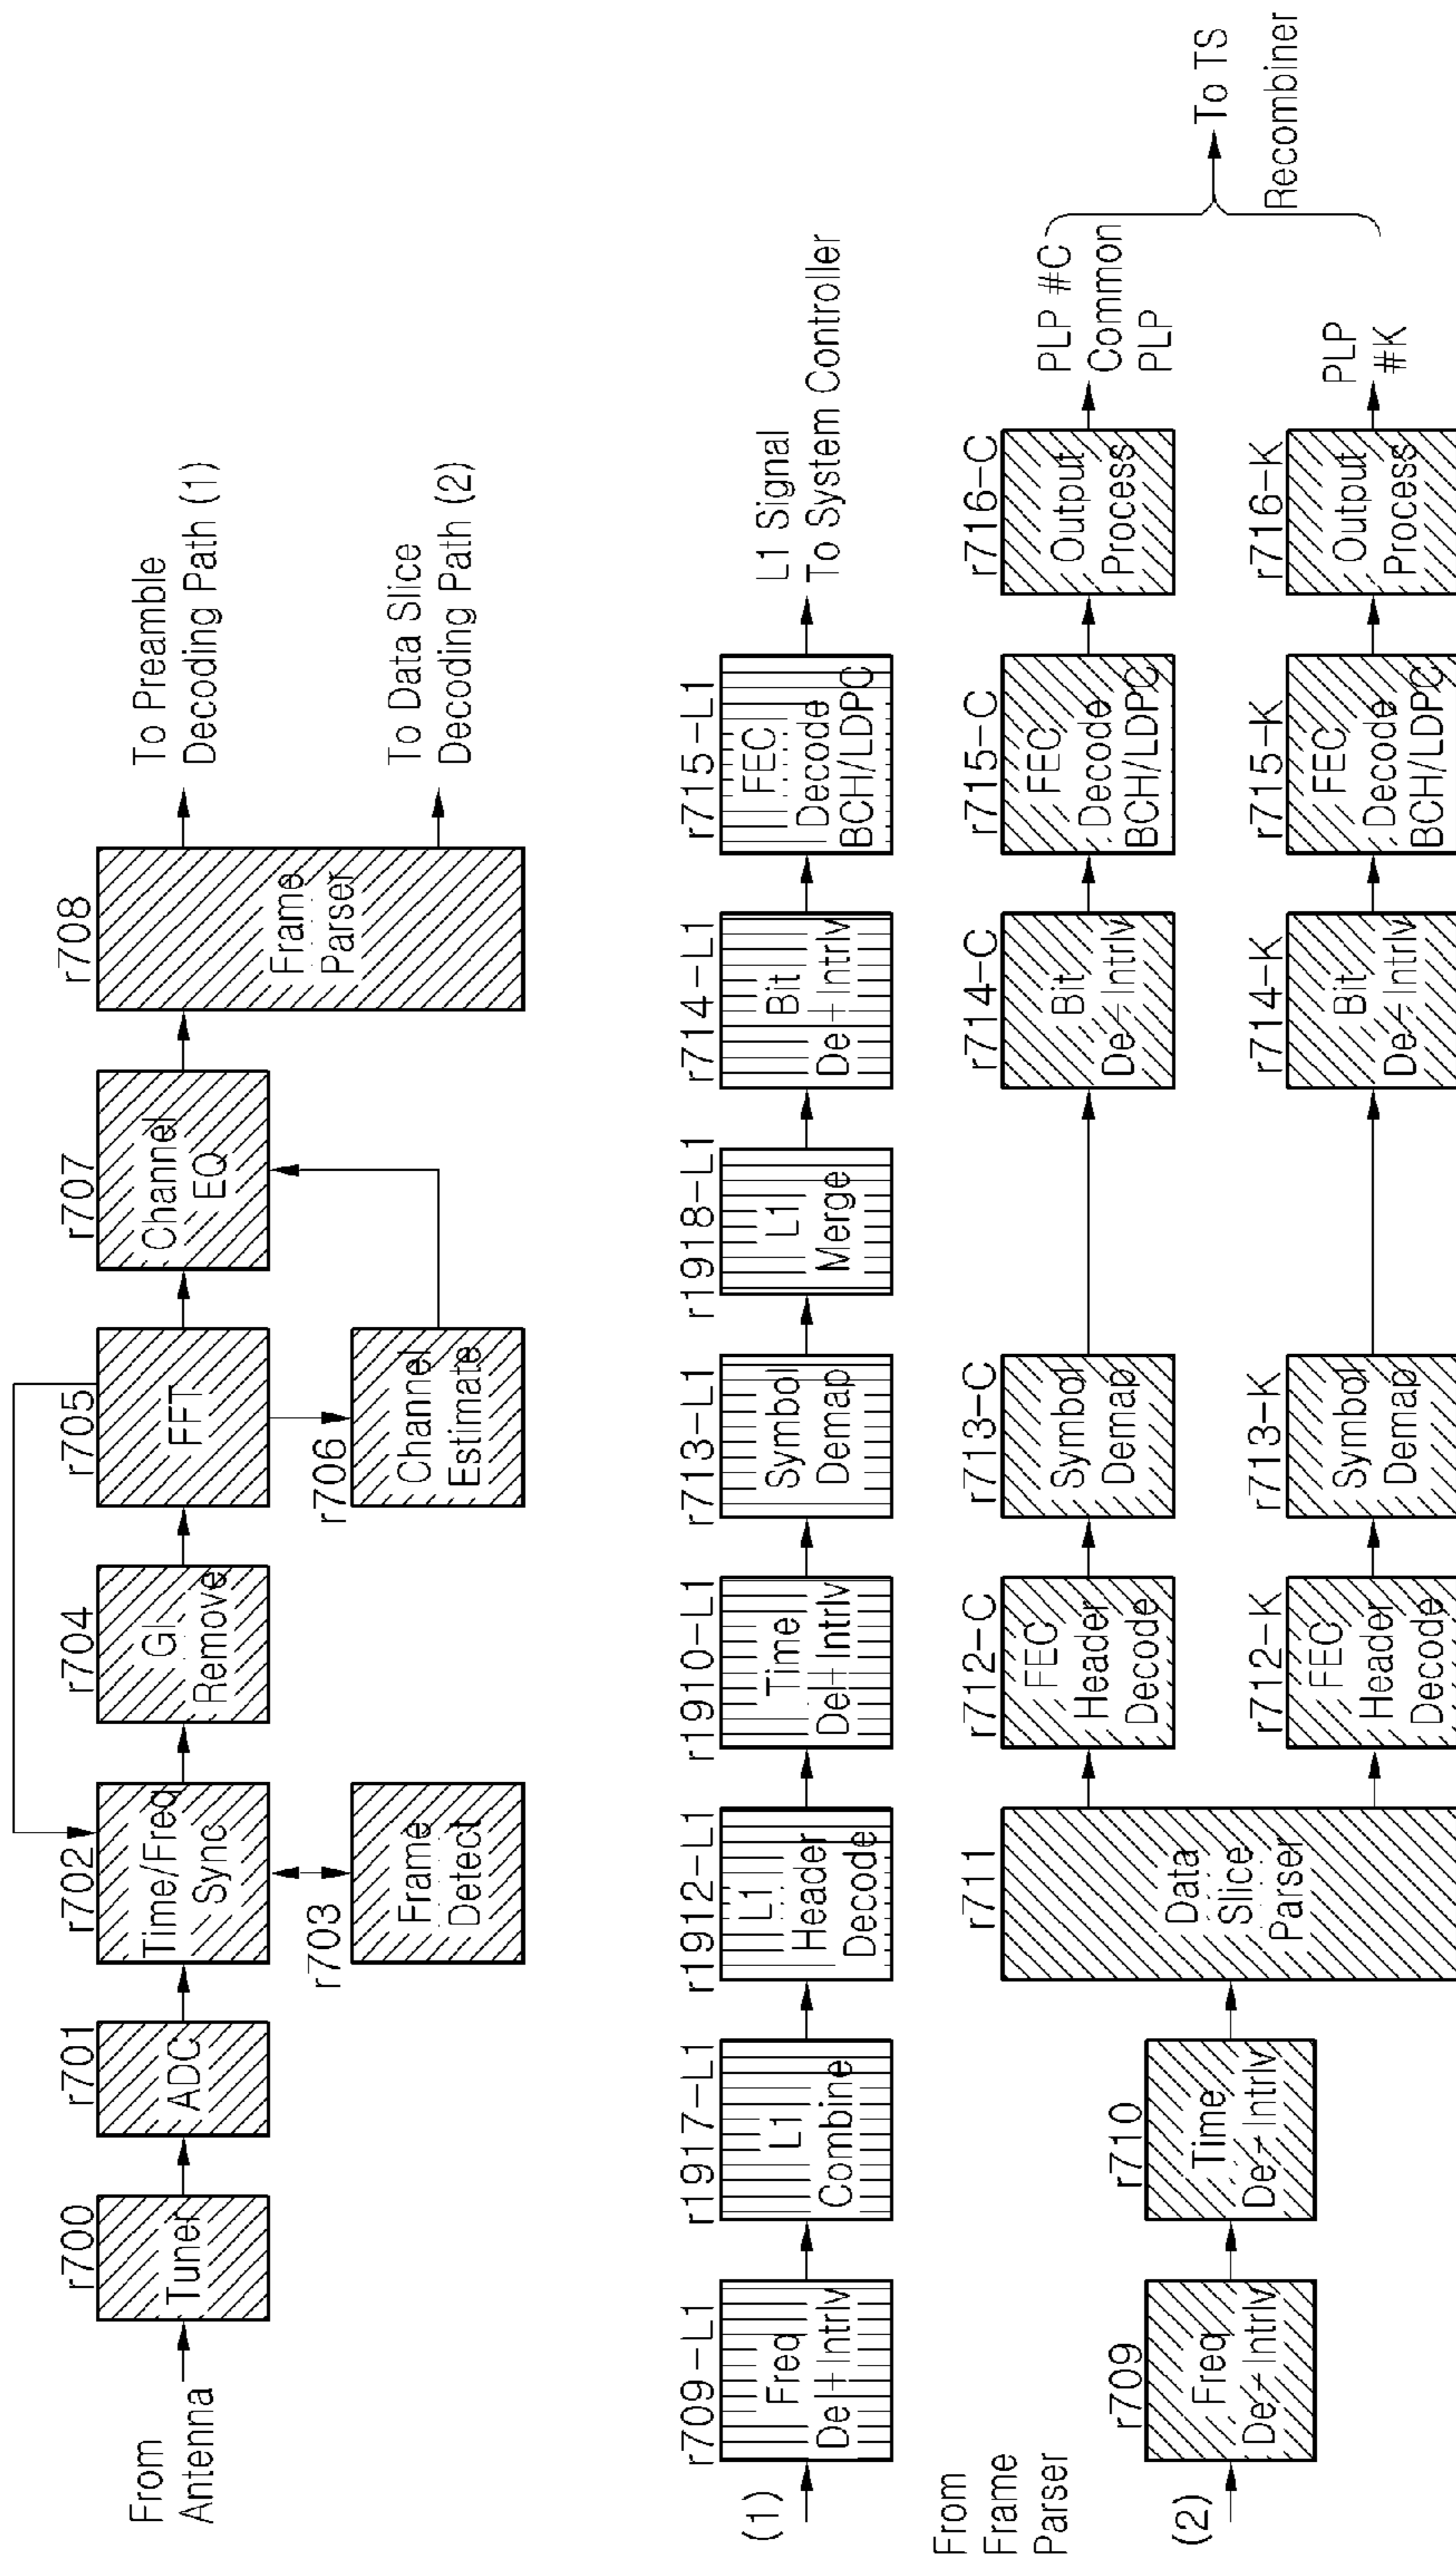 From
Antenna
r700
Tuner
r701
ADC
r702
Time/Freq
Sync
r703
Frame
Detect
r704
GI
Remove
r705
FFT
r706
Channel
Estimate
r707
Channel
EQ
r708
Frame
Parser
To Preamble
Decoding Path (1)
To Data Slice
Decoding Path (2)
(1)
r709-L1
Freq
De-Intrlv
r1917-L1
L1
Combine
r1912-L1
L1
Header
Decode
r1910-L1
Time
De-Intrlv
r713-L1
Symbol
Demap
r1918-L1
L1
Merge
r714-L1
Bit
De-Intrlv
r715-L1
FEC
Decode
BCH/LDPC
L1 Signal
To System Controller
From
Frame
Parser
(2)
r709
Freq
De-Intrlv
r710
Time
De-Intrlv
r711
Data
Slice
Parser
r712-C
FEC
Header
Decode
r713-C
Symbol
Demap
r714-C
Bit
De-Intrlv
r715-C
FEC
Decode
BCH/LDPC
r716-C
Output
Process
PLP #C
Common
PLP
r712-K
FEC
Header
Decode
r713-K
Symbol
Demap
r714-K
Bit
De-Intrlv
r715-K
FEC
Decode
BCH/LDPC
r716-K
Output
Process
PLP
#K
To TS
Recombiner